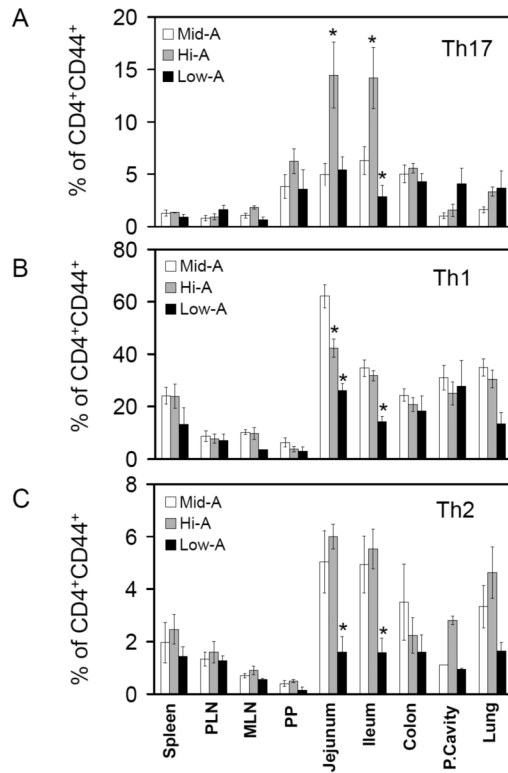 A
% of CD4⁺CD44⁺
20
15
10
5
0
Mid-A
Hi-A
Low-A
Th17
*
*
*
B
% of CD4⁺CD44⁺
80
60
40
20
0
Mid-A
Hi-A
Low-A
Th1
*
*
*
C
% of CD4⁺CD44⁺
8
6
4
2
0
Mid-A
Hi-A
Low-A
Th2
*
*
Spleen
PLN
MLN
PP
Jejunum
Ileum
Colon
P.Cavity
Lung